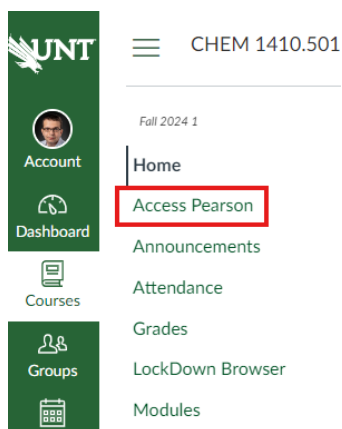 UNT
Account
Dashboard
Courses
Groups
CHEM 1410.501
Fall 2024 1
Home
Access Pearson
Announcements
Attendance
Grades
LockDown Browser
Modules